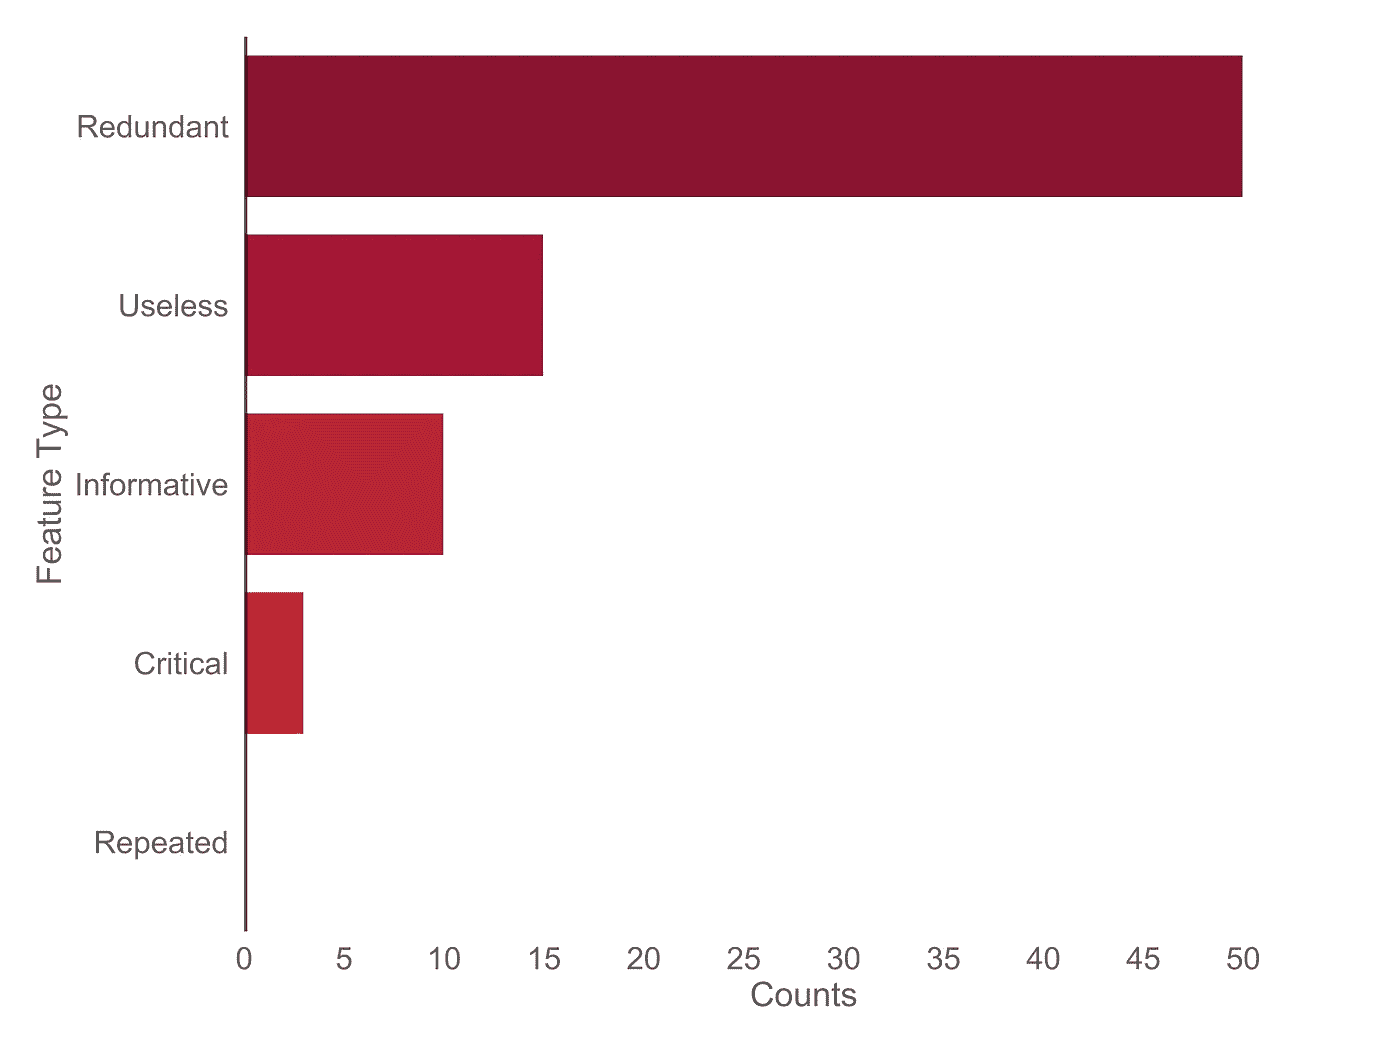 Redundant
Useless
Informative
Critical
Repeated
Feature Type
0 5 10 15 20 25 30 35 40 45 50
Counts